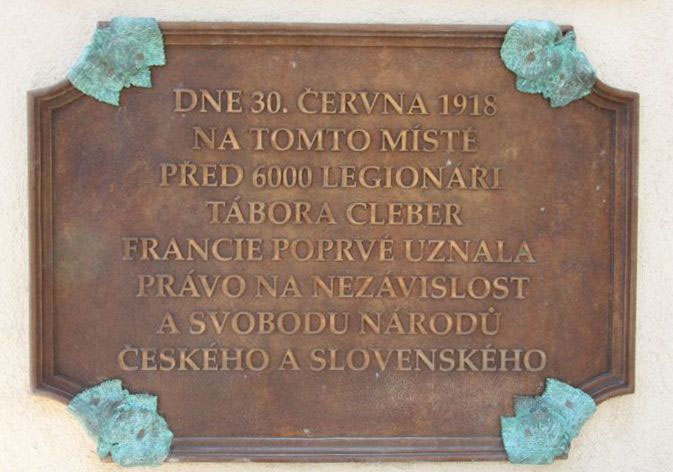 DNE 30. ČERVNA 1918
NA TOMTO MÍSTĚ
PŘED 6000 LEGIONÁŘI
TÁBORA CLEBER
FRANCIE POPRVÉ UZNALA
PRÁVO NA NEZÁVISLOST
A SVOBODU NÁRODŮ
ČESKÉHO A SLOVENSKÉHO